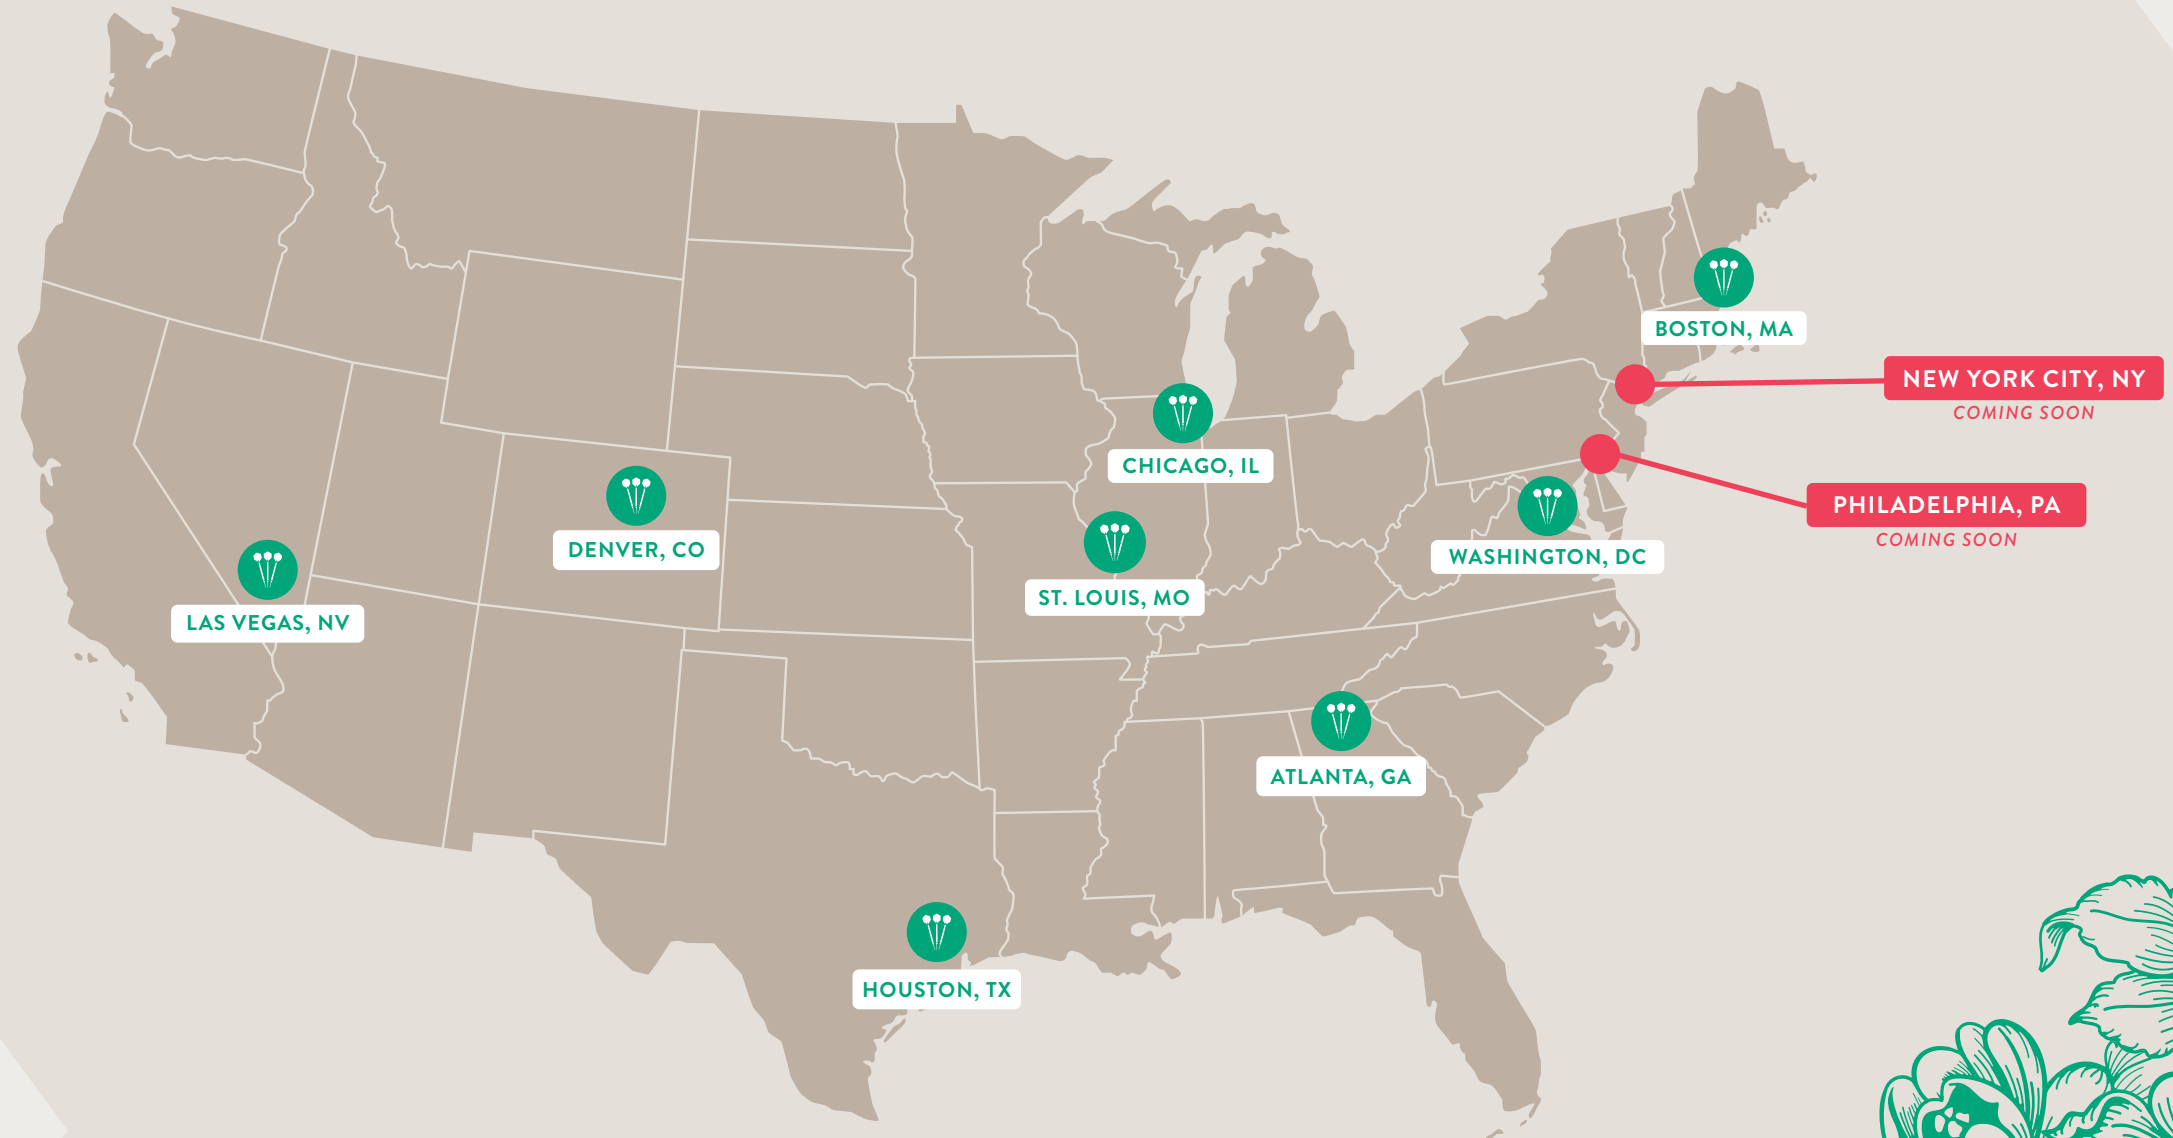 BOSTON, MA
NEW YORK CITY, NY
COMING SOON
CHICAGO, IL
PHILADELPHIA, PA
COMING SOON
DENVER, CO
WASHINGTON, DC
ST. LOUIS, MO
LAS VEGAS, NV
ATLANTA, GA
HOUSTON, TX